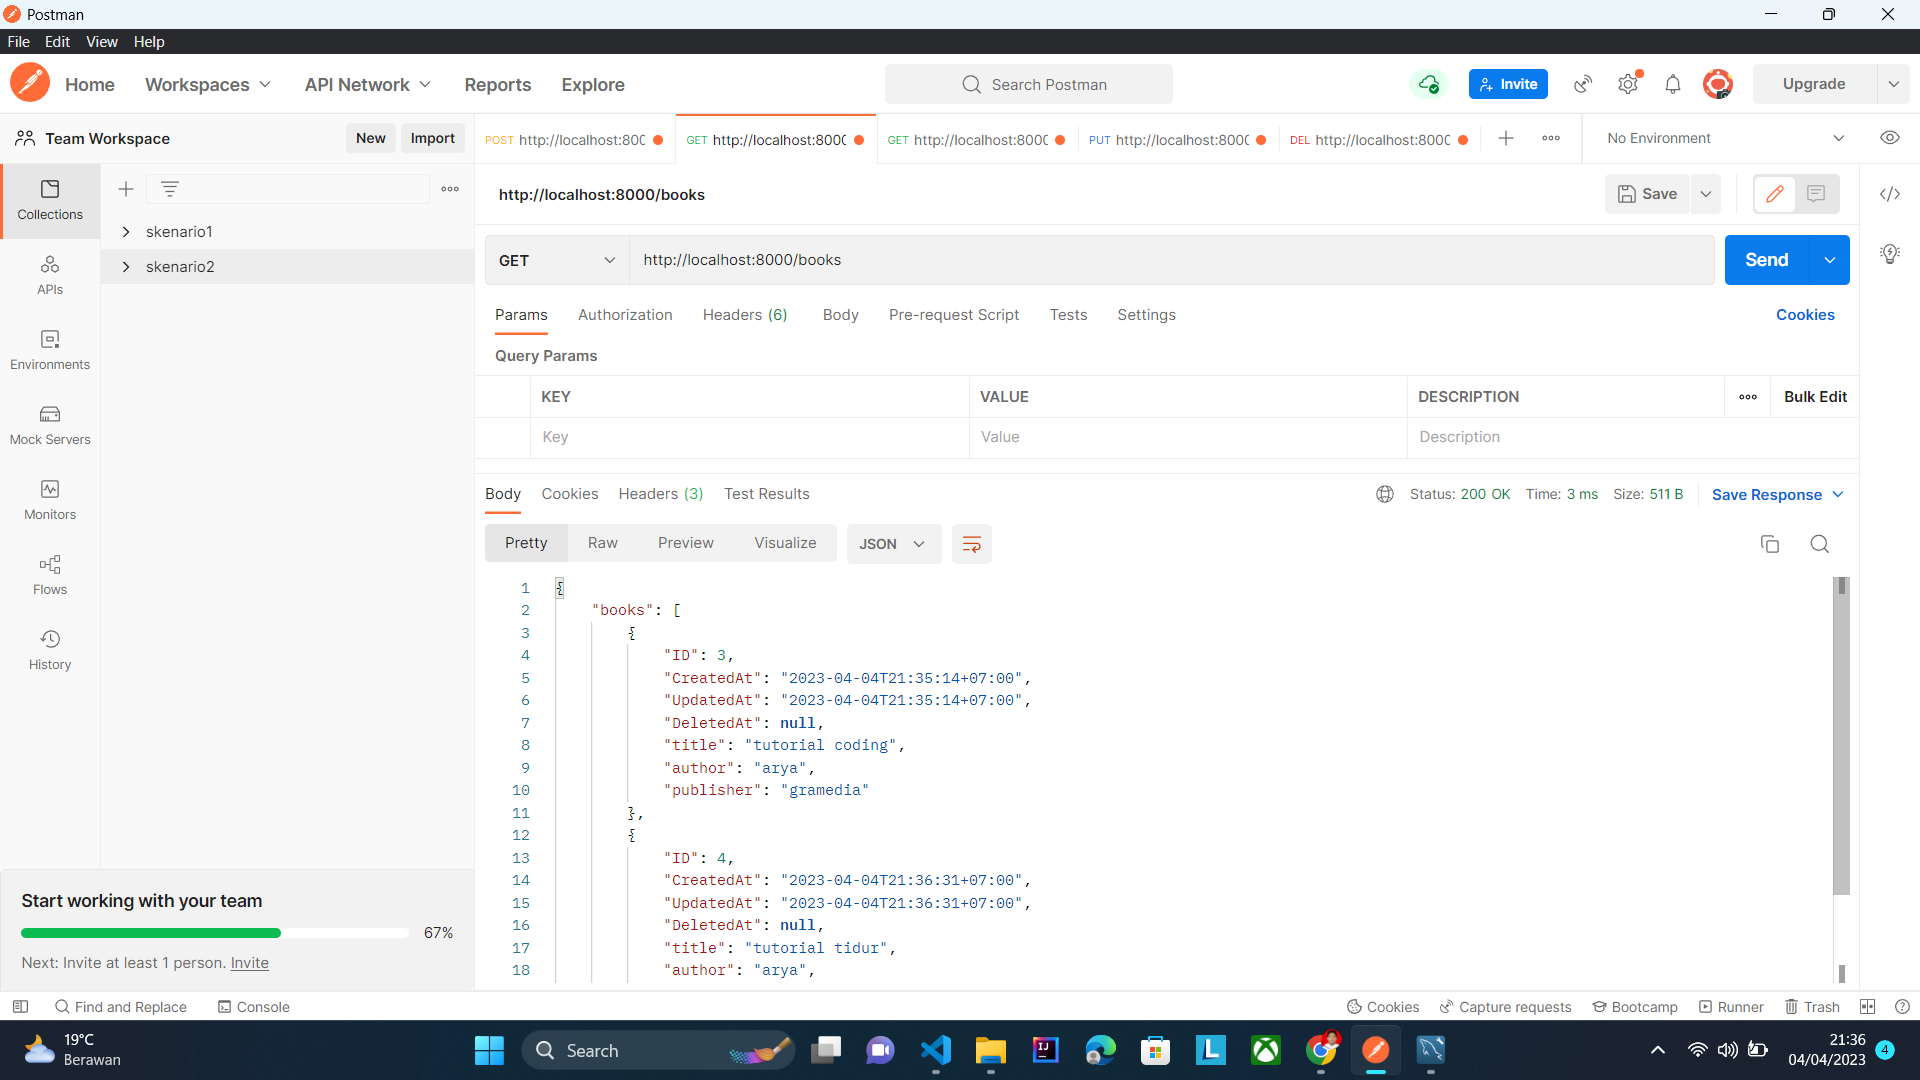 Postman
File Edit View Help
Home Workspaces API Network Reports Explore Search Postman Invite Upgrade
Team Workspace New Import
POST http://localhost:800 GET http://localhost:8000 GET http://localhost:8000 PUT http://localhost:8000 DEL http://localhost:8000 No Environment
Collections
APIs
Environments
Mock Servers
Monitors
Flows
History
skenario1
skenario2
http://localhost:8000/books Save
GET http://localhost:8000/books Send
Params Authorization Headers (6) Body Pre-request Script Tests Settings Cookies
Query Params
KEY VALUE DESCRIPTION Bulk Edit
Key Value Description
Body Cookies Headers (3) Test Results Status: 200 OK Time: 3 ms Size: 511 B Save Response
Pretty Raw Preview Visualize JSON
1 {
2 "books": [
3 {
4 "ID": 3,
5 "CreatedAt": "2023-04-04T21:35:14+07:00",
6 "UpdatedAt": "2023-04-04T21:35:14+07:00",
7 "DeletedAt": null,
8 "title": "tutorial coding",
9 "author": "arya",
10 "publisher": "gramedia"
11 },
12 {
13 "ID": 4,
14 "CreatedAt": "2023-04-04T21:36:31+07:00",
15 "UpdatedAt": "2023-04-04T21:36:31+07:00",
16 "DeletedAt": null,
17 "title": "tutorial tidur",
18 "author": "arya",
Start working with your team
67%
Next: Invite at least 1 person. Invite
Find and Replace Console Cookies Capture requests Bootcamp Runner Trash
19°C
Berawan
Search
IJ
L
21:36
04/04/2023
4